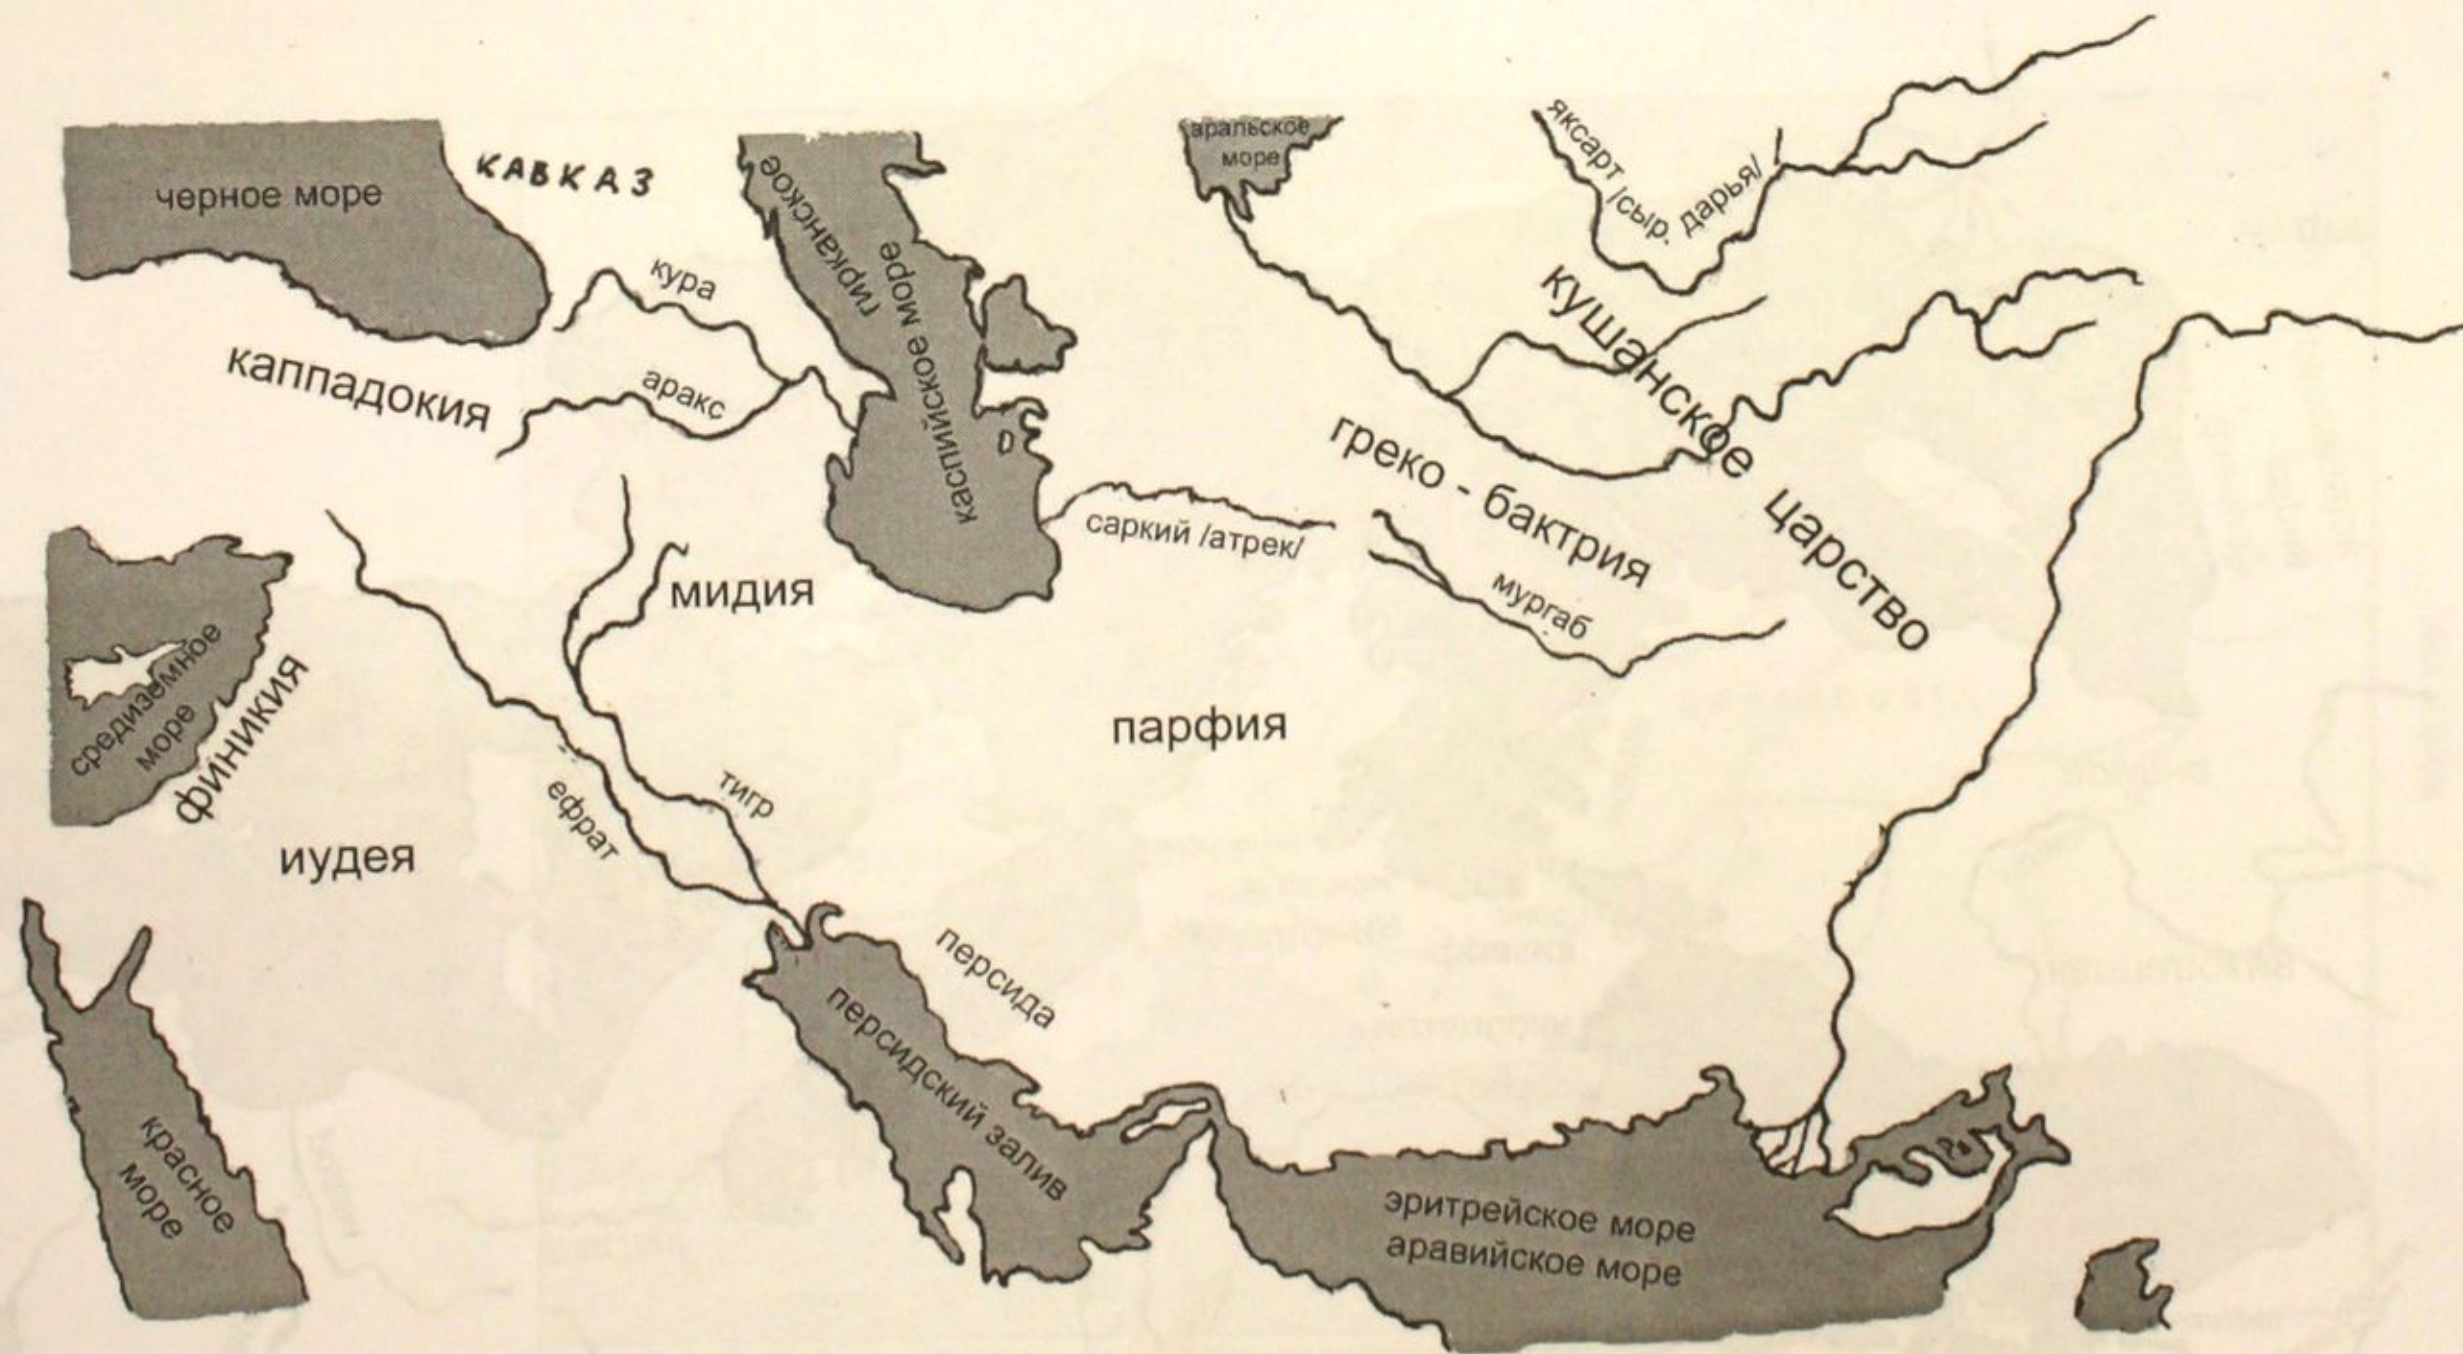 черное море
КАВКАЗ
гирканское
каспийское море
аральское
море
яксарт
/сыр. дарья/
кура
аракс
каппадокия
кушанское царство
греко - бактрия
саркий /атрек/
мургаб
мидия
средиземное
море
финикия
парфия
тигр
ефрат
иудея
персида
персидский залив
красное
море
эритрейское море
аравийское море